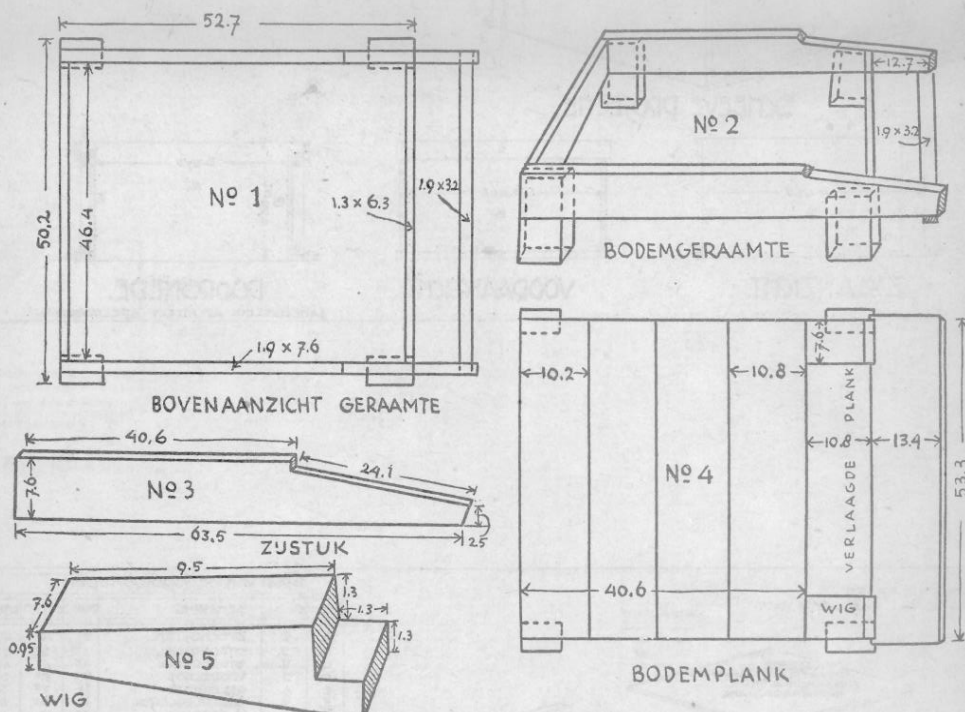 52.7
50.2
46.4
Nº 1
1.3 × 6.3
1.9 × 32
1.9 × 7.6
BOVENAANZICHT GERAAMTE
12.7
Nº 2
1.9 × 32
BODEMGERAAMTE
40.6
24.1
7.6
Nº 3
63.5
25
ZIJSTUK
9.5
7.6
1.3
1.3
1.3
0.95
Nº 5
WIG
7.6
10.2
10.8
10.8
13.4
Nº 4
VERLAAGDE PLANK
53.3
40.6
WIG
BODEMPLANK